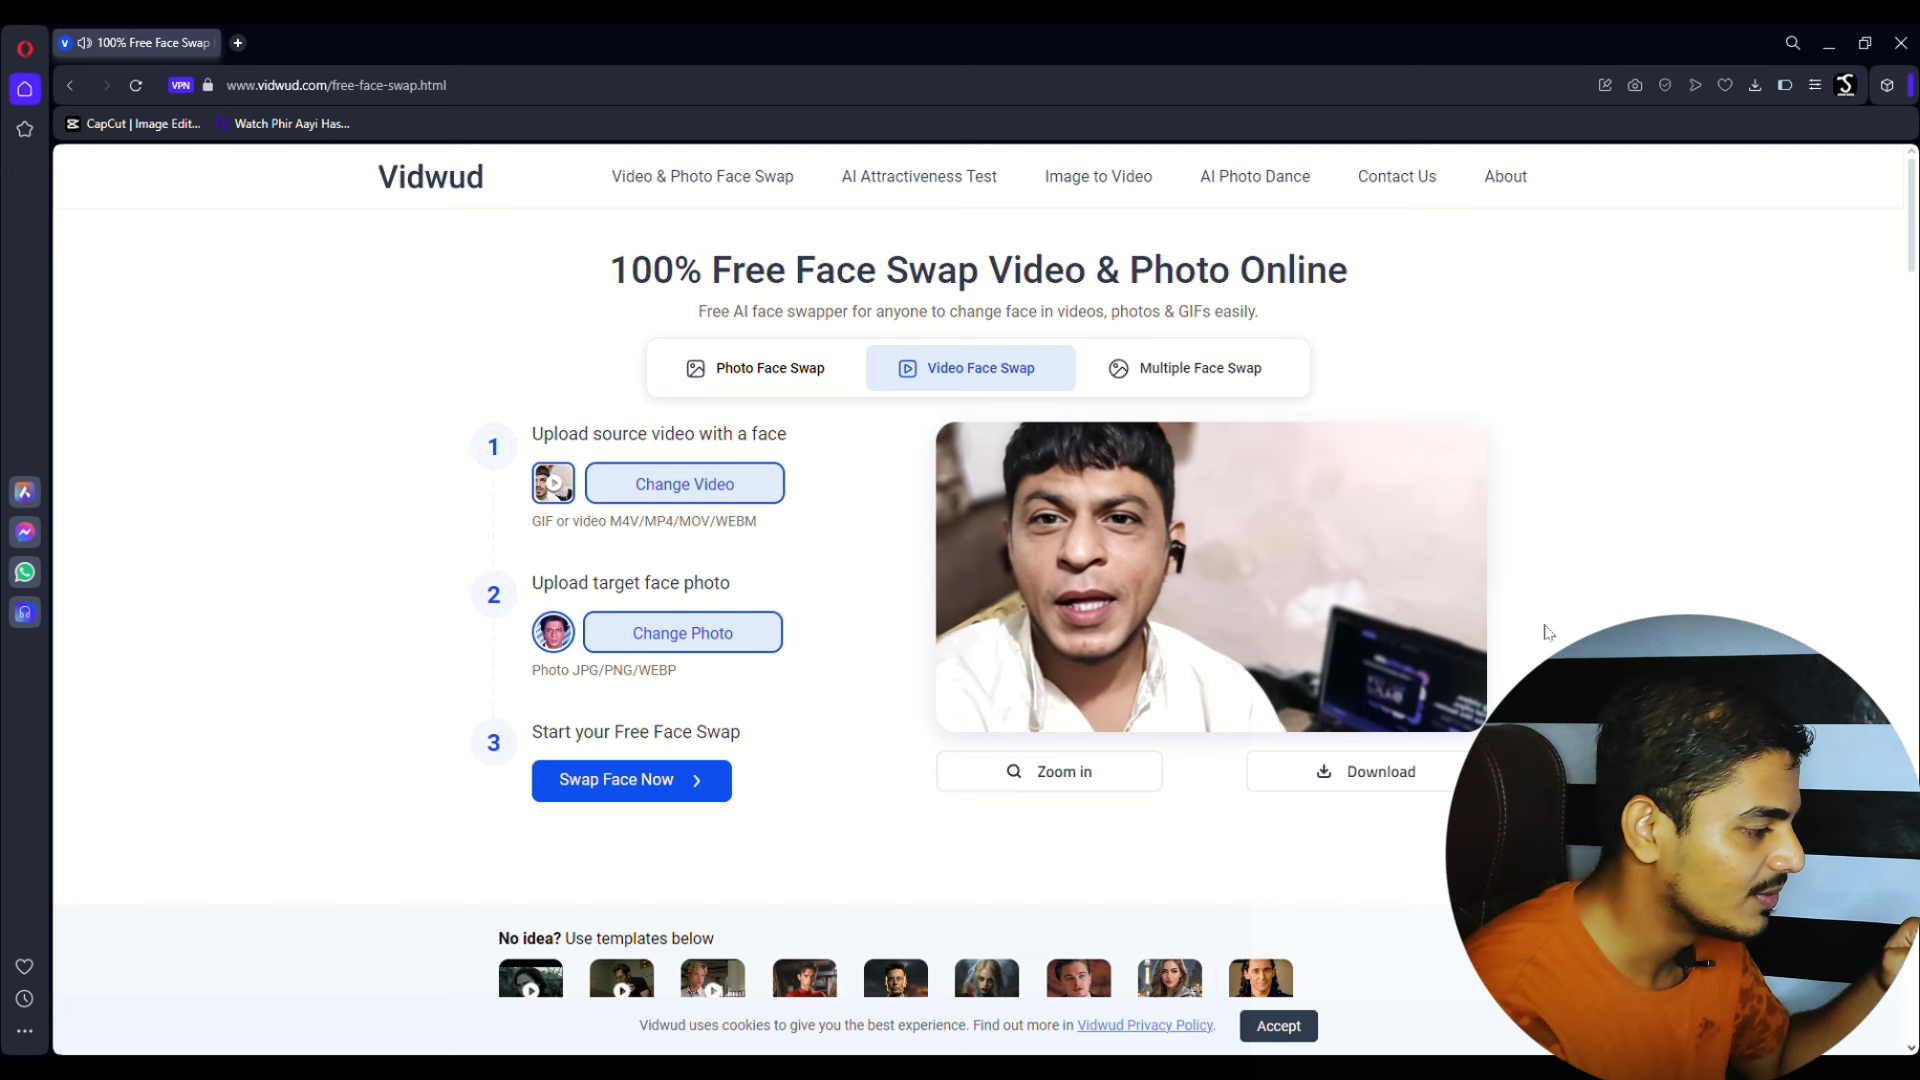 100% Free Face Swap
VPN
www.vidwud.com/free-face-swap.html
CapCut | Image Edit...
Watch Phir Aayi Has...
Vidwud
Video & Photo Face Swap
AI Attractiveness Test
Image to Video
AI Photo Dance
Contact Us
About
100% Free Face Swap Video & Photo Online
Free AI face swapper for anyone to change face in videos, photos & GIFs easily.
Photo Face Swap
Video Face Swap
Multiple Face Swap
1
Upload source video with a face
Change Video
GIF or video M4V/MP4/MOV/WEBM
2
Upload target face photo
Change Photo
Photo JPG/PNG/WEBP
3
Start your Free Face Swap
Swap Face Now
Zoom in
Download
No idea? Use templates below
Vidwud uses cookies to give you the best experience. Find out more in Vidwud Privacy Policy.
Accept